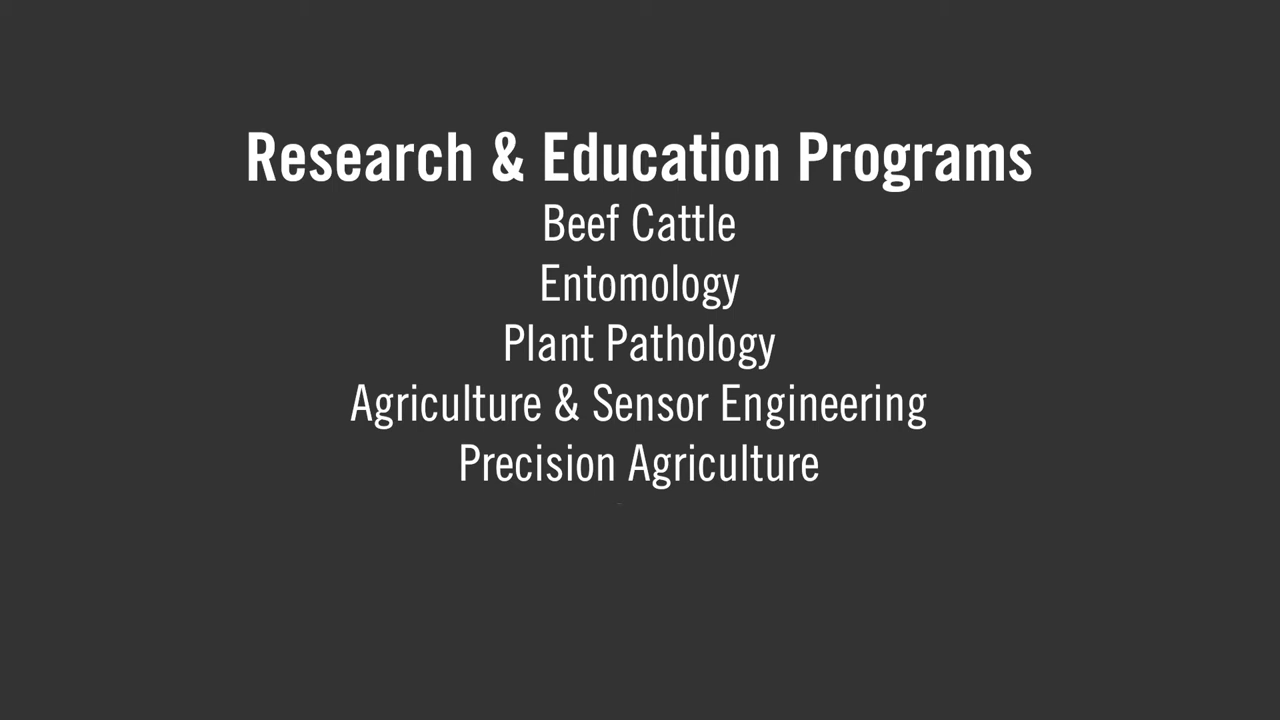 Research & Education Programs
Beef Cattle
Entomology
Plant Pathology
Agriculture & Sensor Engineering
Precision Agriculture